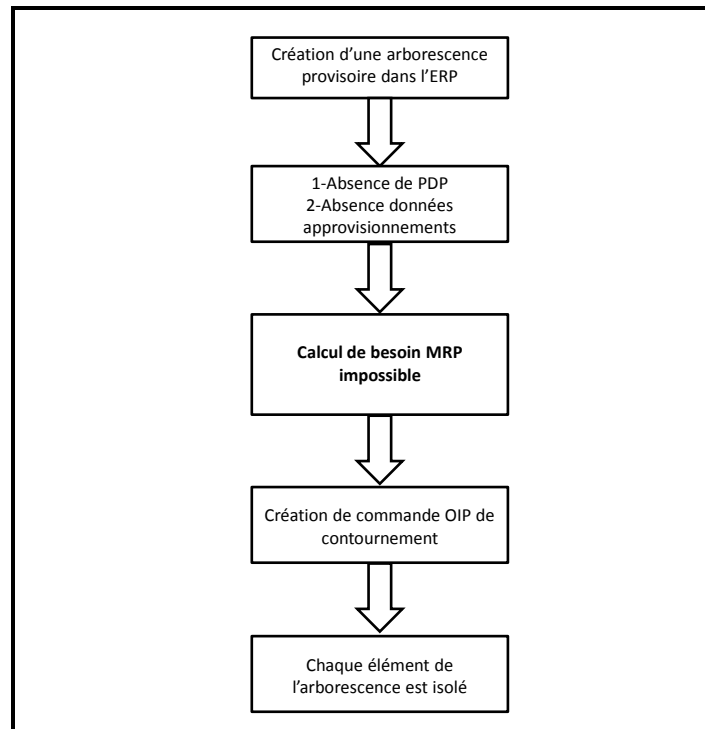 Création d’une arborescence
provisoire dans l’ERP
1-Absence de PDP
2-Absence données
approvisionnements
Calcul de besoin MRP
impossible
Création de commande OIP de
contournement
Chaque élément de
l’arborescence est isolé